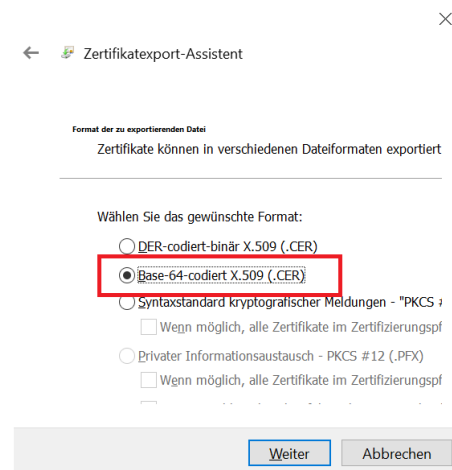 Zertifikatexport-Assistent
Format der zu exportierenden Datei
Zertifikate können in verschiedenen Dateiformaten exportiert
Wählen Sie das gewünschte Format:
DER-codiert-binär X.509 (.CER)
Base-64-codiert X.509 (.CER)
Syntaxstandard kryptografischer Meldungen - "PKCS
Wenn möglich, alle Zertifikate im Zertifizierungspf
Privater Informationsaustausch - PKCS #12 (.PFX)
Wenn möglich, alle Zertifikate im Zertifizierungspf
Weiter Abbrechen